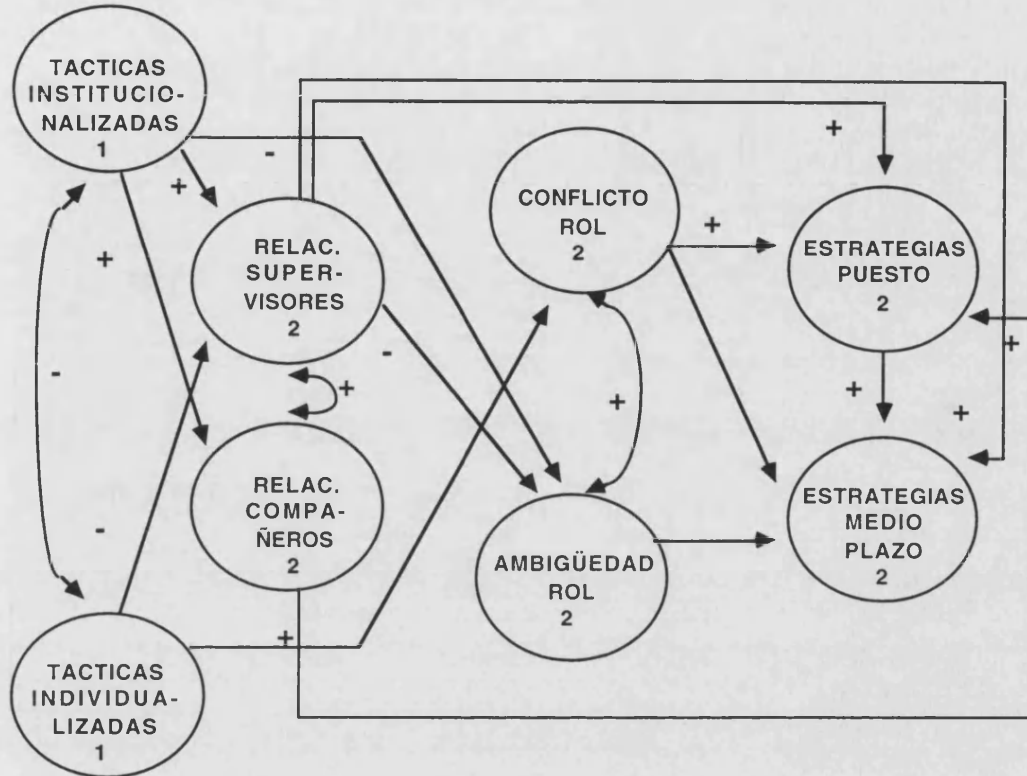 TACTICAS
INSTITUCIO-
NALIZADAS
1
+
-
+
-
-
RELAC.
SUPER-
VISORES
2
-
+
RELAC.
COMPA-
ÑEROS
2
+
TACTICAS
INDIVIDUA-
LIZADAS
1
CONFLICTO
ROL
2
+
+
AMBIGÜEDAD
ROL
2
+
ESTRATEGIAS
PUESTO
2
+
+
+
ESTRATEGIAS
MEDIO
PLAZO
2